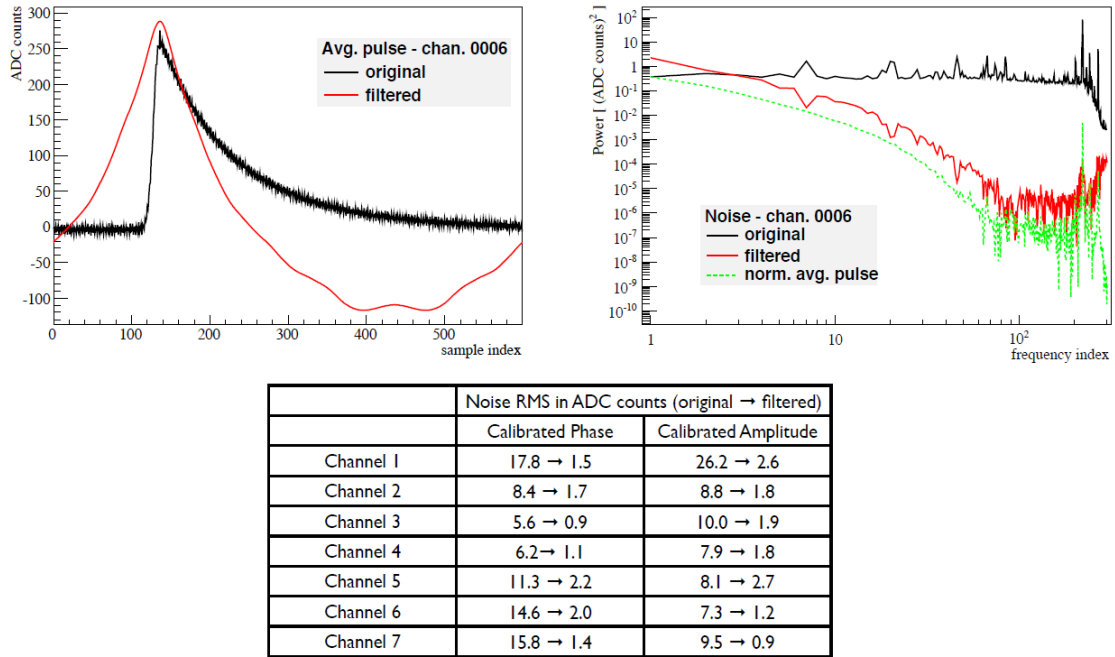 ADC counts
350
300
250
200
150
100
50
0
-50
-100
0
100
200
300
400
500
sample index
Avg. pulse - chan. 0006
original
filtered
Power [ (ADC counts)² ]
10²
10
1
10⁻¹
10⁻²
10⁻³
10⁻⁴
10⁻⁵
10⁻⁶
10⁻⁷
10⁻⁸
10⁻⁹
10⁻¹⁰
1
10
10²
frequency index
Noise - chan. 0006
original
filtered
norm. avg. pulse
Noise RMS in ADC counts (original → filtered)
Calibrated Phase Calibrated Amplitude
Channel 1 17.8 → 1.5 26.2 → 2.6
Channel 2 8.4 → 1.7 8.8 → 1.8
Channel 3 5.6 → 0.9 10.0 → 1.9
Channel 4 6.2→ 1.1 7.9 → 1.8
Channel 5 11.3 → 2.2 8.1 → 2.7
Channel 6 14.6 → 2.0 7.3 → 1.2
Channel 7 15.8 → 1.4 9.5 → 0.9